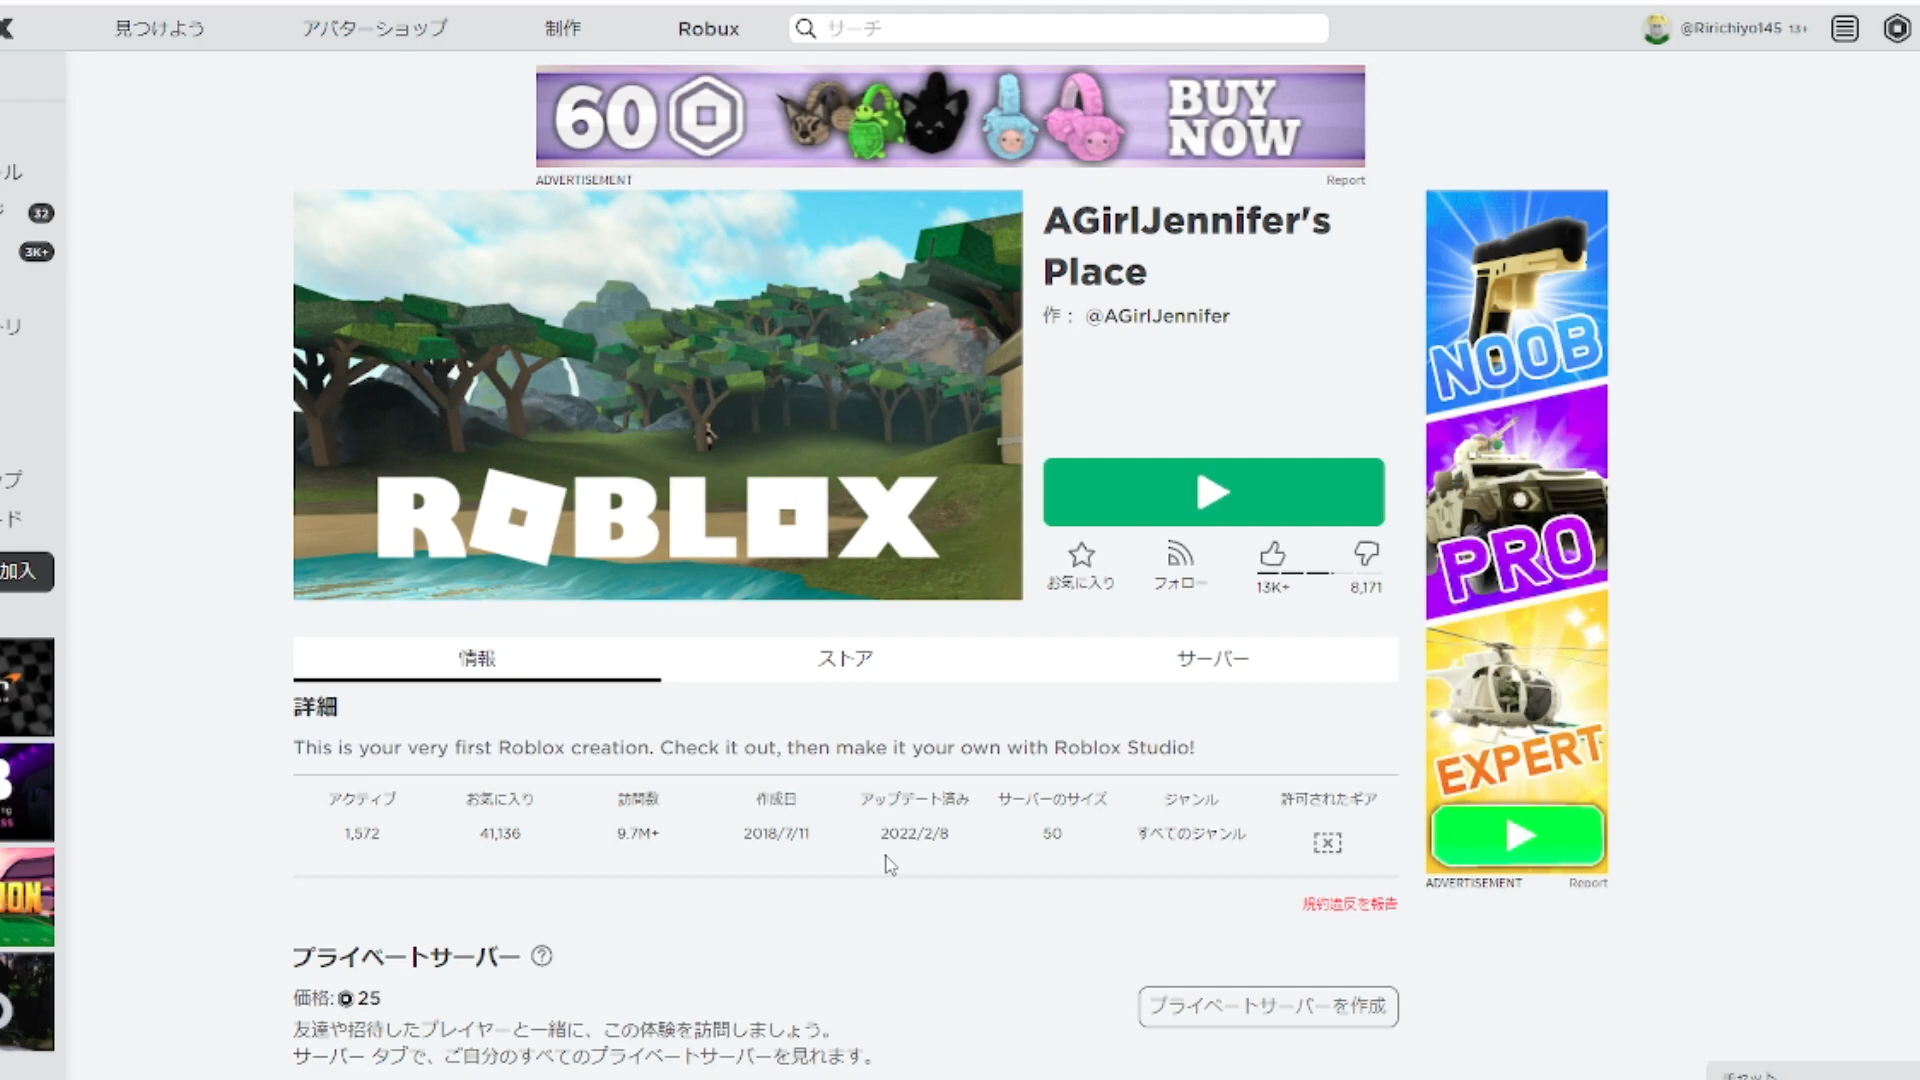 見つけよう アバターショップ 制作 Robux サーチ @Ririchiyo145 13+
60 BUY NOW
ADVERTISEMENT Report
ール
32
3K+
トリ
ップ
ード
加入
ROBLOX
AGirlJennifer's
Place
作： @AGirlJennifer
お気に入り フォロー 13K+ 8,171
NOOB
PRO
EXPERT
ADVERTISEMENT Report
情報 ストア サーバー
詳細
This is your very first Roblox creation. Check it out, then make it your own with Roblox Studio!
アクティブ お気に入り 訪問数 作成日 アップデート済み サーバーのサイズ ジャンル 許可されたギア
1,572 41,136 9.7M+ 2018/7/11 2022/2/8 50 すべてのジャンル
規約違反を報告
プライベートサーバー
価格: 25
プライベートサーバーを作成
友達や招待したプレイヤーと一緒に、この体験を訪問しましょう。
サーバー タブで、ご自分のすべてのプライベートサーバーを見れます。
チャット